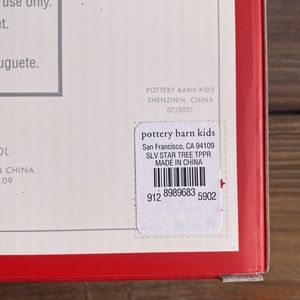 use only.
et.
uguete.
POTTERY BARN KIDS
SHENZHEN, CHINA
07/2021
OL
N CHINA
09
pottery barn kids
San Francisco, CA 94109
SLV STAR TREE TPPR
MADE IN CHINA
912 8989683 5902